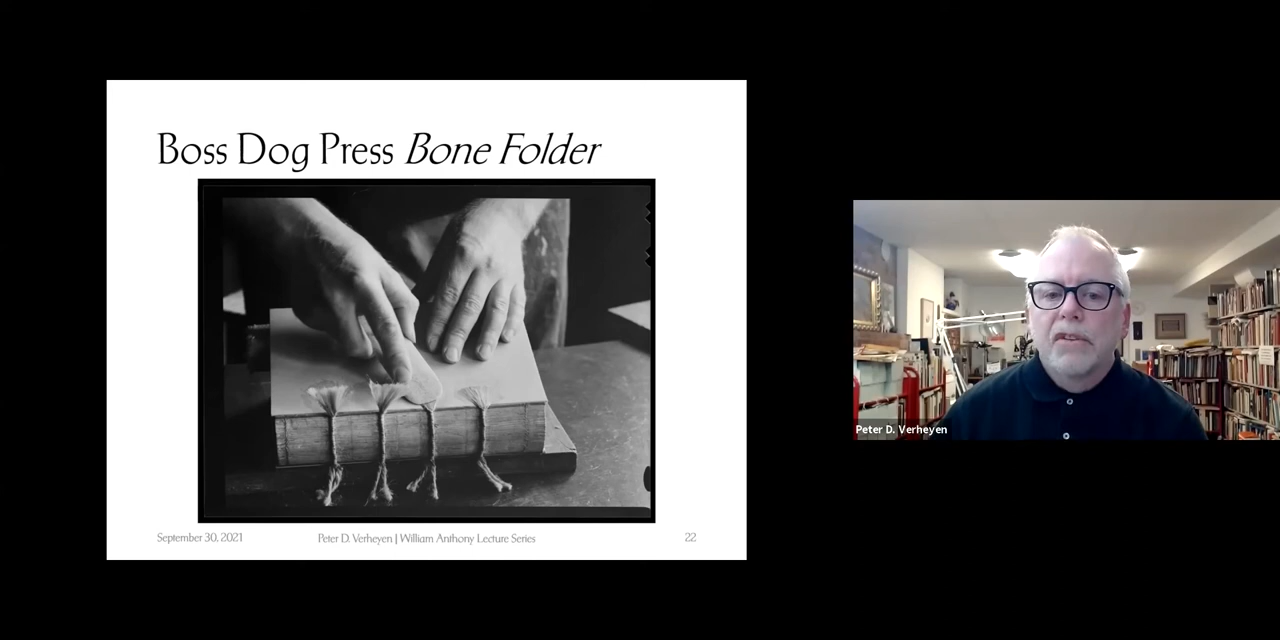 Boss Dog Press Bone Folder
Peter D. Verheyen
September 30, 2021
Peter D. Verheyen | William Anthony Lecture Series
22